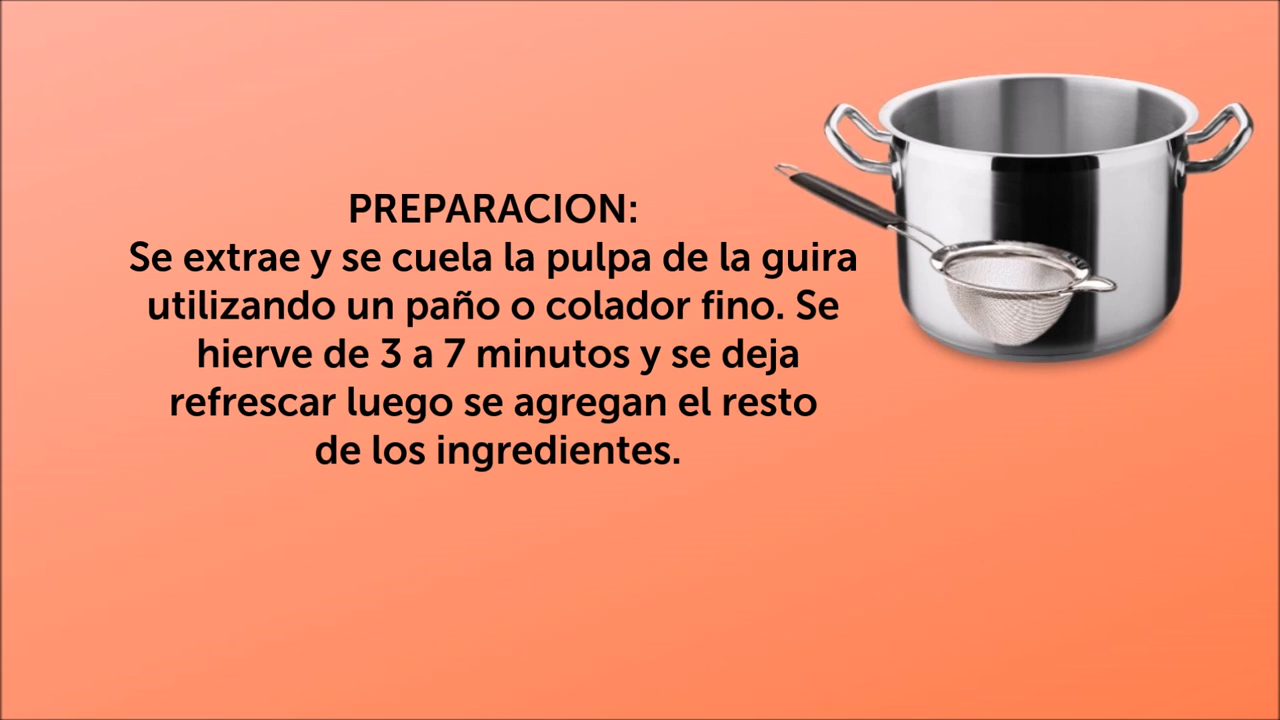 PREPARACION:
Se extrae y se cuela la pulpa de la guira
utilizando un paño o colador fino. Se
hierve de 3 a 7 minutos y se deja
refrescar luego se agregan el resto
de los ingredientes.